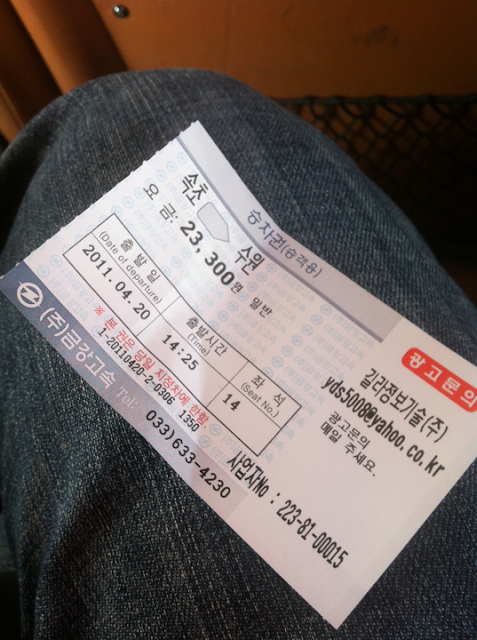 승차권(승객용)
속초 수원
요 금: 23,300원 일반
출 발 일
(Date of departure)
출발시간
(Time)
좌 석
(Seat No.)
2011.04.20
14:25
14
※ 본 권은 당일 지정차에 한함.
1-20110420-2-0306 1350
(주)금강고속 Tel: 033)633-4230
광고문의
길라정보기술(주)
yds5008@yahoo.co.kr
광고문의
메일 주세요.
사업자No : 223-81-00015